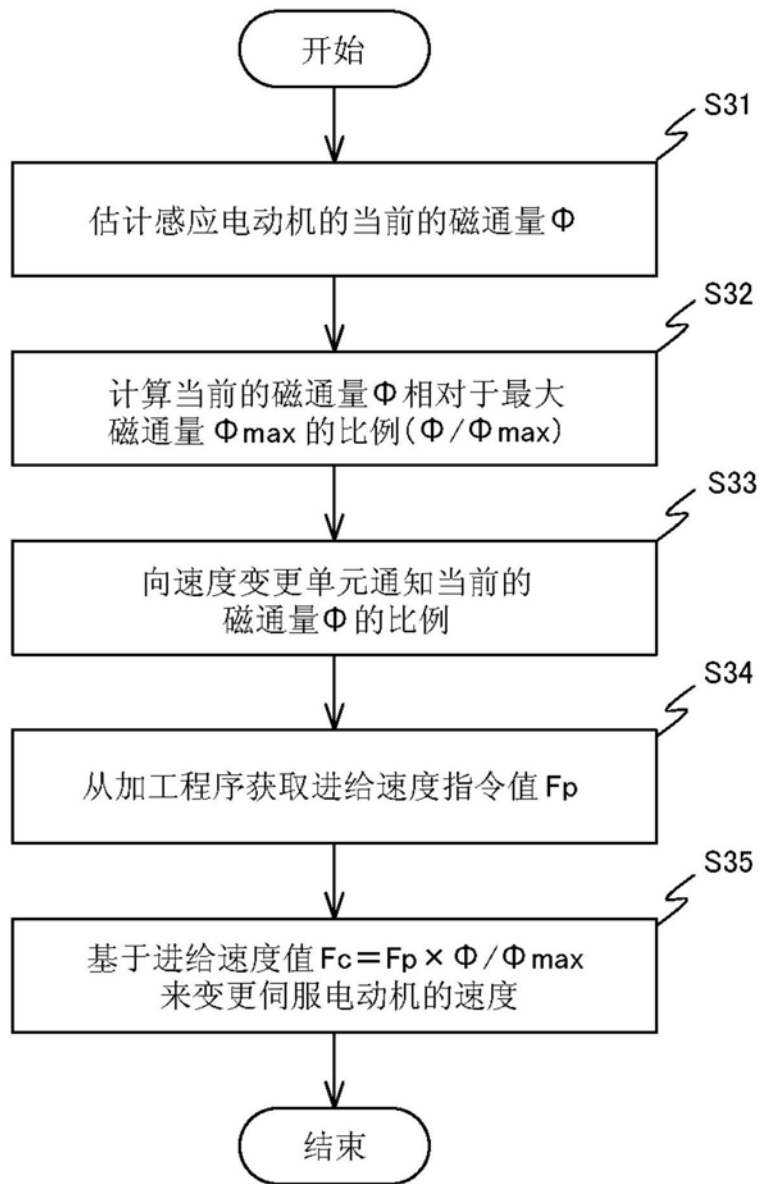 开始
S31
估计感应电动机的当前的磁通量Φ
S32
计算当前的磁通量Φ相对于最大
磁通量Φmax的比例(Φ/Φmax)
S33
向速度变更单元通知当前的
磁通量Φ的比例
S34
从加工程序获取进给速度指令值Fp
S35
基于进给速度值Fc=Fp×Φ/Φmax
来变更伺服电动机的速度
结束